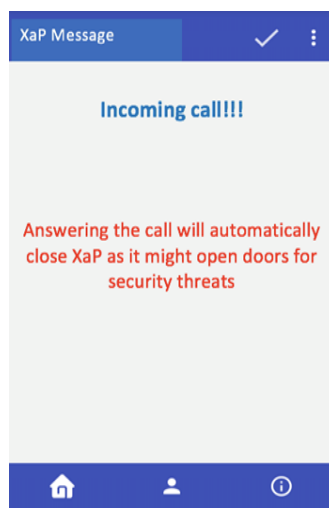 XaP Message
Incoming call!!!
Answering the call will automatically
close XaP as it might open doors for
security threats